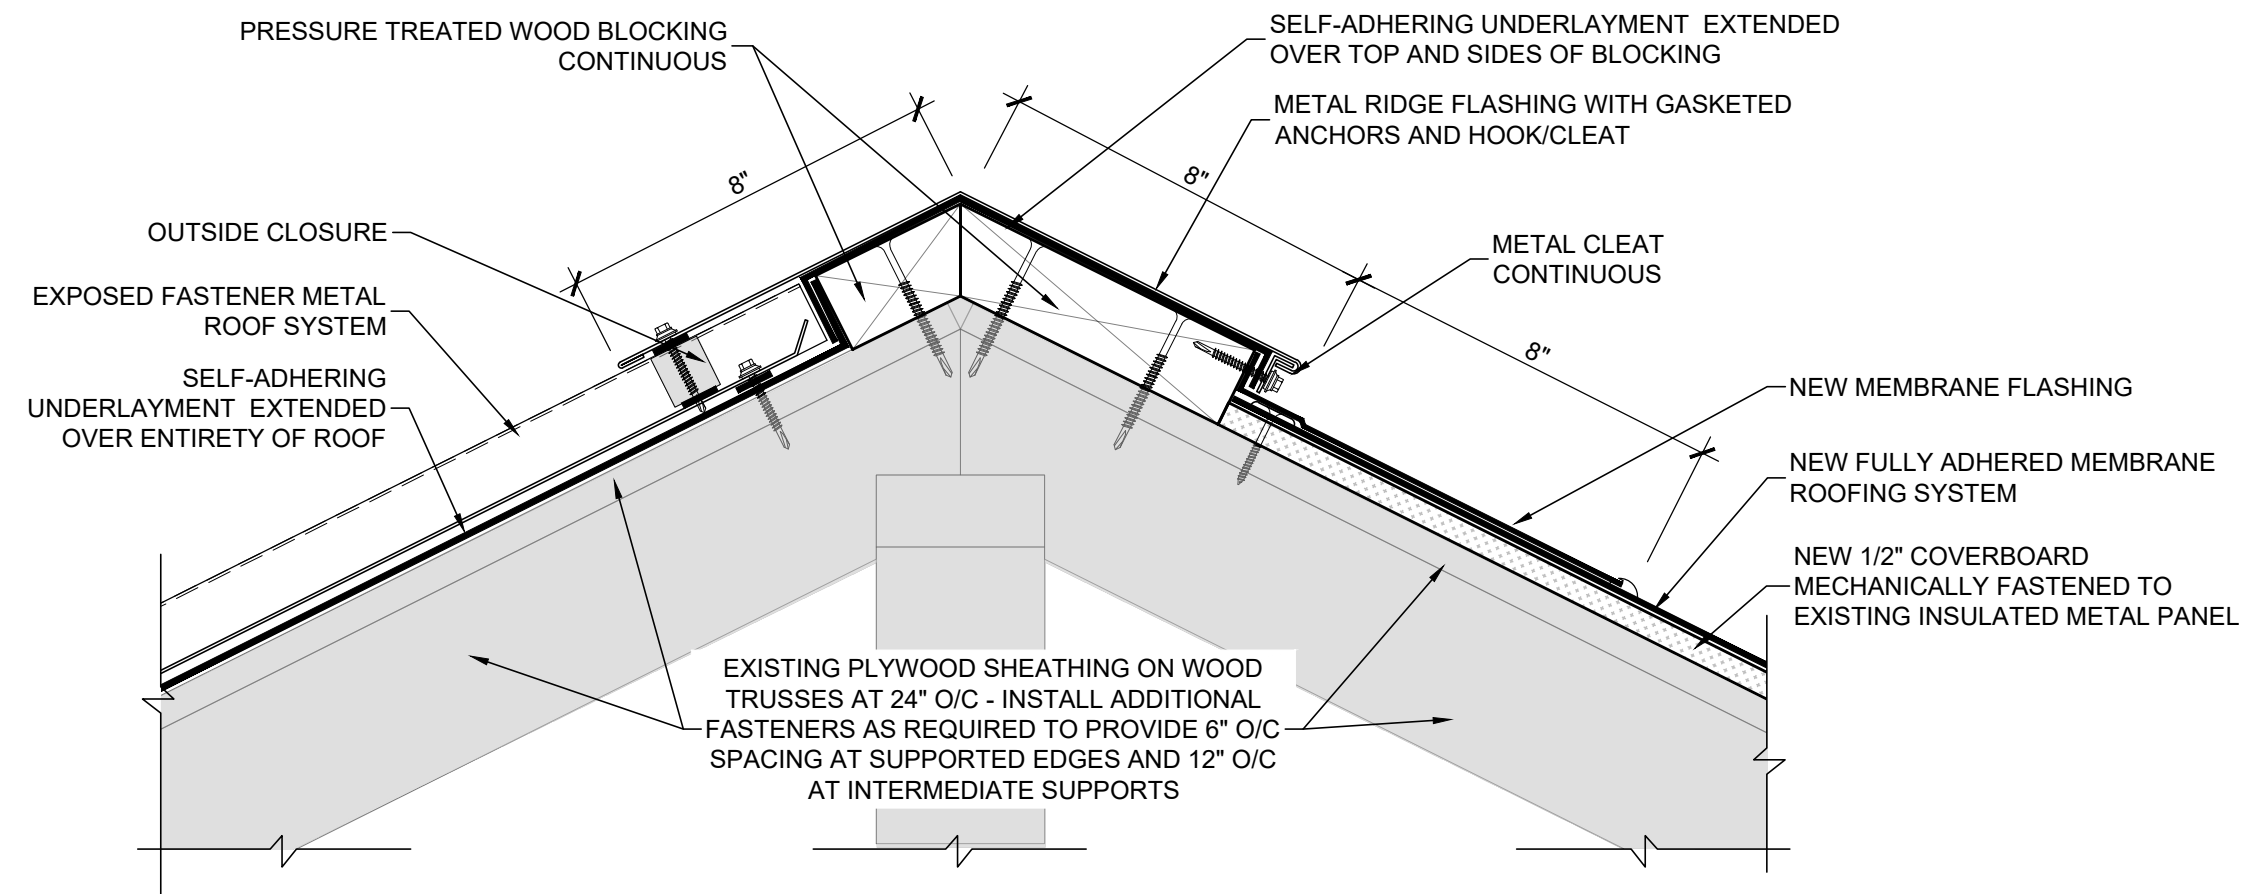 PRESSURE TREATED WOOD BLOCKING
CONTINUOUS
SELF-ADHERING UNDERLAYMENT EXTENDED
OVER TOP AND SIDES OF BLOCKING
METAL RIDGE FLASHING WITH GASKETED
ANCHORS AND HOOK/CLEAT
8"
8"
OUTSIDE CLOSURE
METAL CLEAT
CONTINUOUS
EXPOSED FASTENER METAL
ROOF SYSTEM
8"
SELF-ADHERING
UNDERLAYMENT EXTENDED
OVER ENTIRETY OF ROOF
NEW MEMBRANE FLASHING
NEW FULLY ADHERED MEMBRANE
ROOFING SYSTEM
NEW 1/2" COVERBOARD
MECHANICALLY FASTENED TO
EXISTING INSULATED METAL PANEL
EXISTING PLYWOOD SHEATHING ON WOOD
TRUSSES AT 24" O/C - INSTALL ADDITIONAL
FASTENERS AS REQUIRED TO PROVIDE 6" O/C
SPACING AT SUPPORTED EDGES AND 12" O/C
AT INTERMEDIATE SUPPORTS